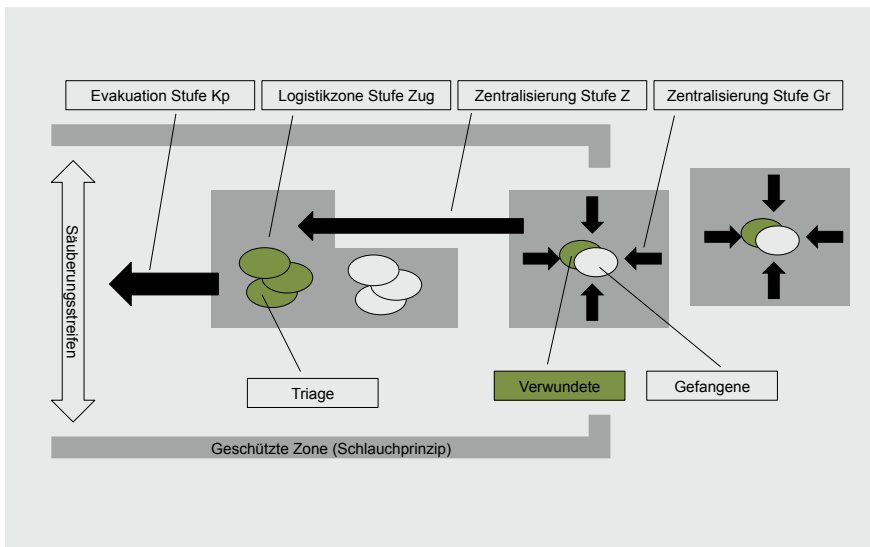 Evakuation Stufe Kp
Logistikzone Stufe Zug
Zentralisierung Stufe Z
Zentralisierung Stufe Gr
Säuberungsstreifen
Triage
Verwundete
Gefangene
Geschützte Zone (Schlauchprinzip)